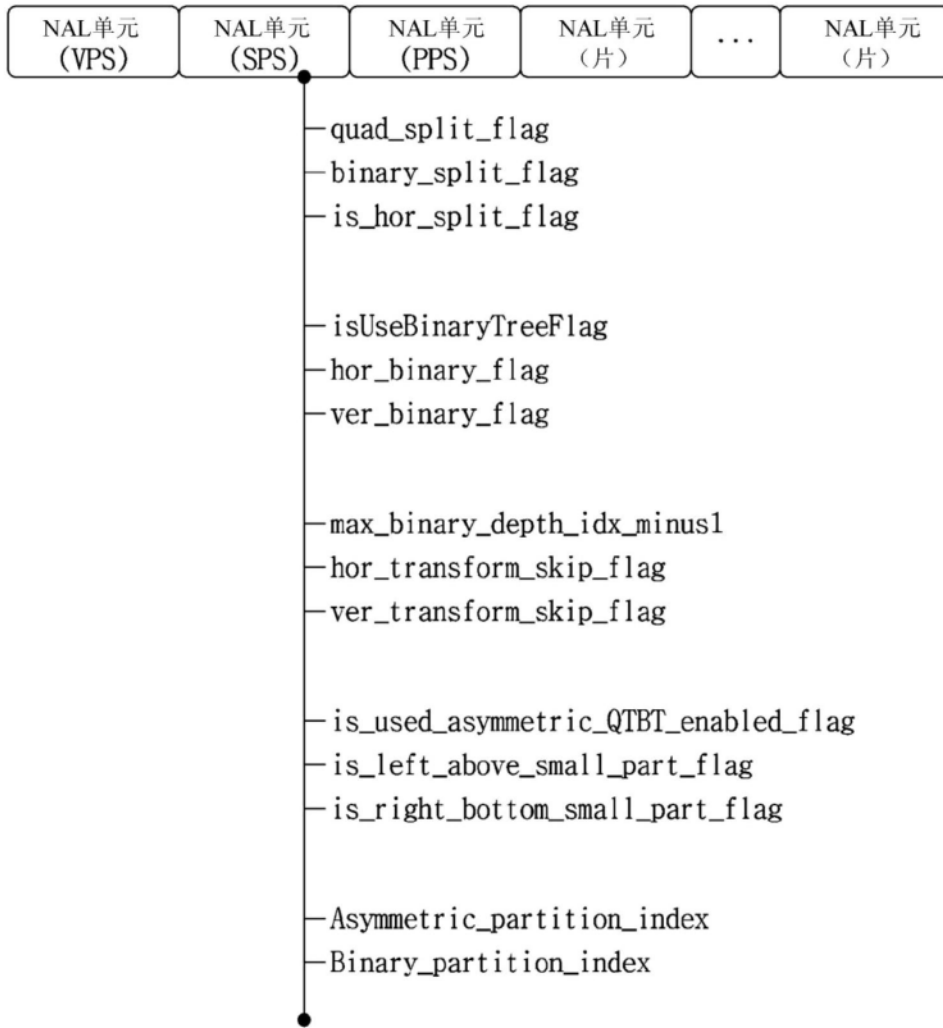 NAL单元 NAL单元 NAL单元 NAL单元 ... NAL单元
(VPS) (SPS) (PPS) （片） （片）
quad_split_flag
binary_split_flag
is_hor_split_flag
isUseBinaryTreeFlag
hor_binary_flag
ver_binary_flag
max_binary_depth_idx_minus1
hor_transform_skip_flag
ver_transform_skip_flag
is_used_asymmetric_QTBT_enabled_flag
is_left_above_small_part_flag
is_right_bottom_small_part_flag
Asymmetric_partition_index
Binary_partition_index